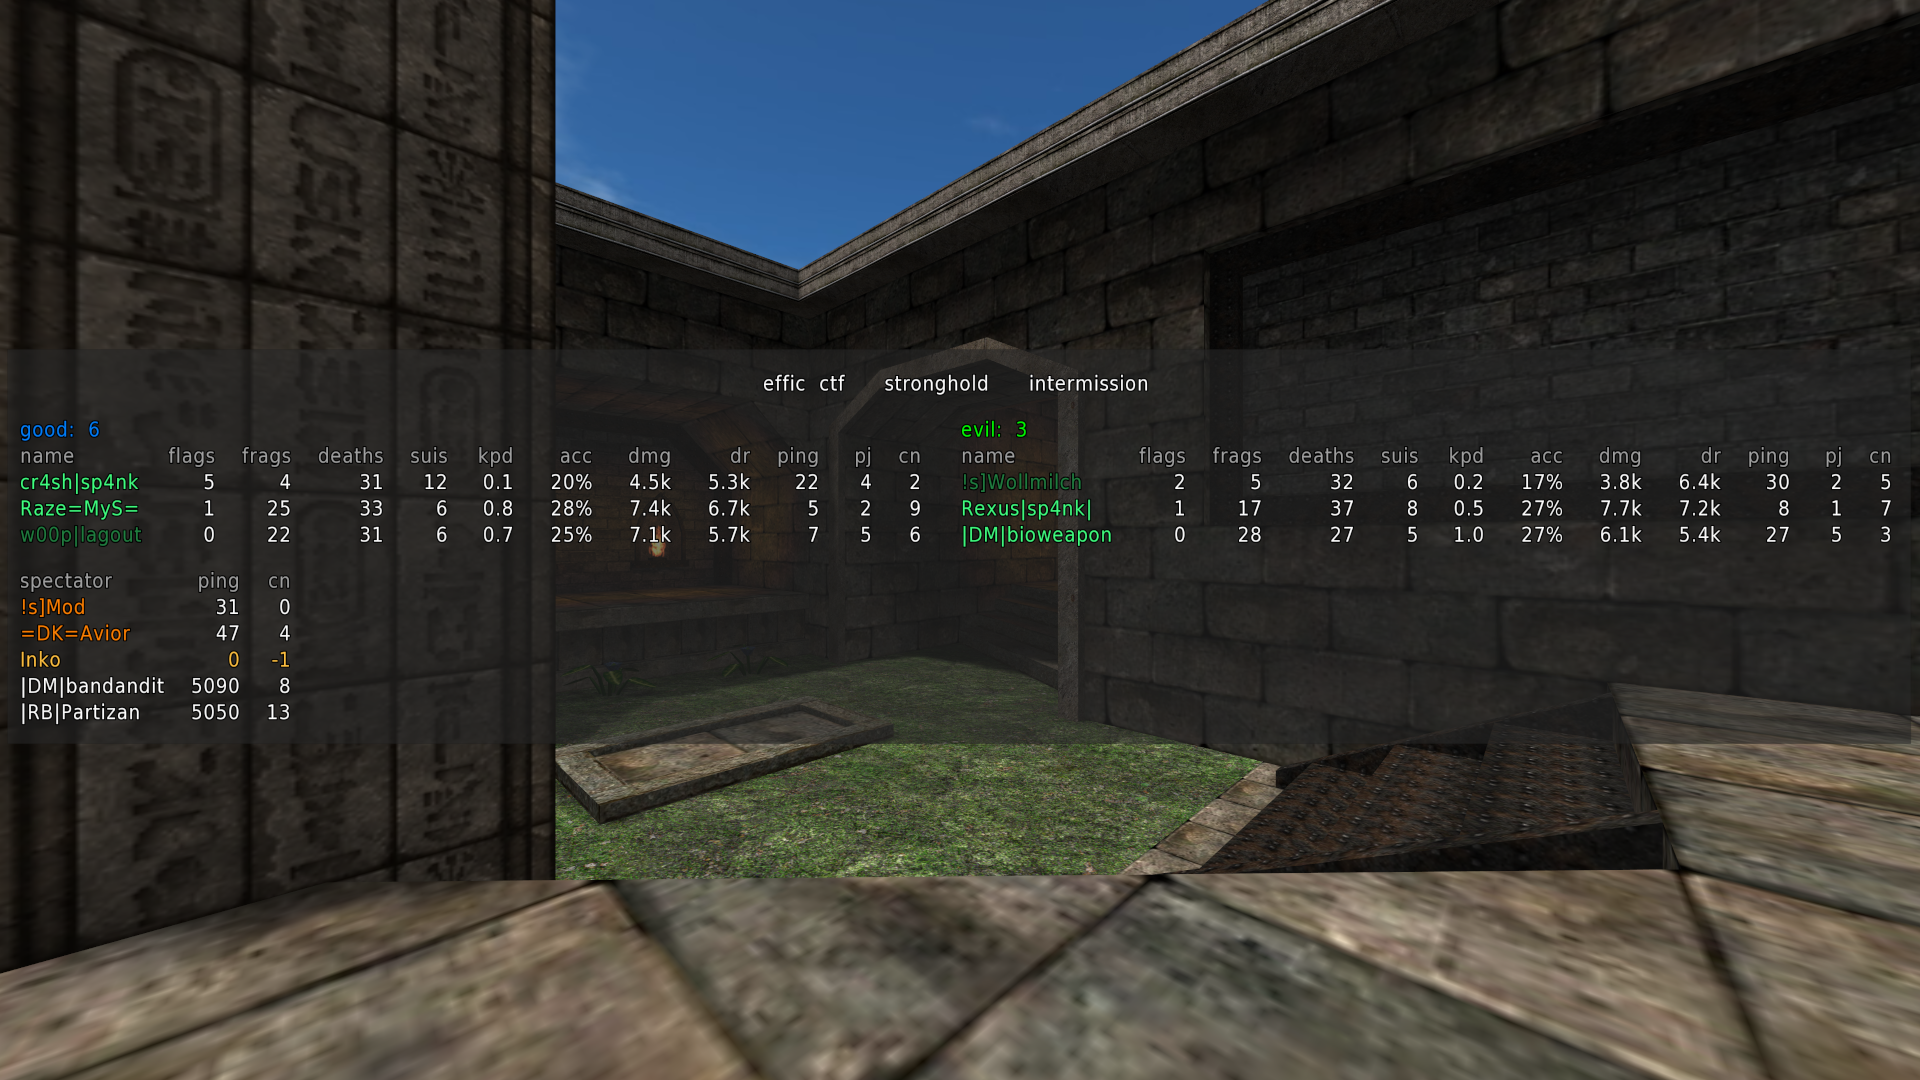 effic ctf stronghold intermission
good: 6
name flags frags deaths suis kpd acc dmg dr ping pj cn
cr4sh|sp4nk 5 4 31 12 0.1 20% 4.5k 5.3k 22 4 2
Raze=MyS= 1 25 33 6 0.8 28% 7.4k 6.7k 5 2 9
w00p|lagout 0 22 31 6 0.7 25% 7.1k 5.7k 7 5 6
evil: 3
name flags frags deaths suis kpd acc dmg dr ping pj cn
!s]Wollmilch 2 5 32 6 0.2 17% 3.8k 6.4k 30 2 5
Rexus|sp4nk| 1 17 37 8 0.5 27% 7.7k 7.2k 8 1 7
|DM|bioweapon 0 28 27 5 1.0 27% 6.1k 5.4k 27 5 3
spectator ping cn
!s]Mod 31 0
=DK=Avior 47 4
Inko 0 -1
|DM|bandandit 5090 8
|RB|Partizan 5050 13